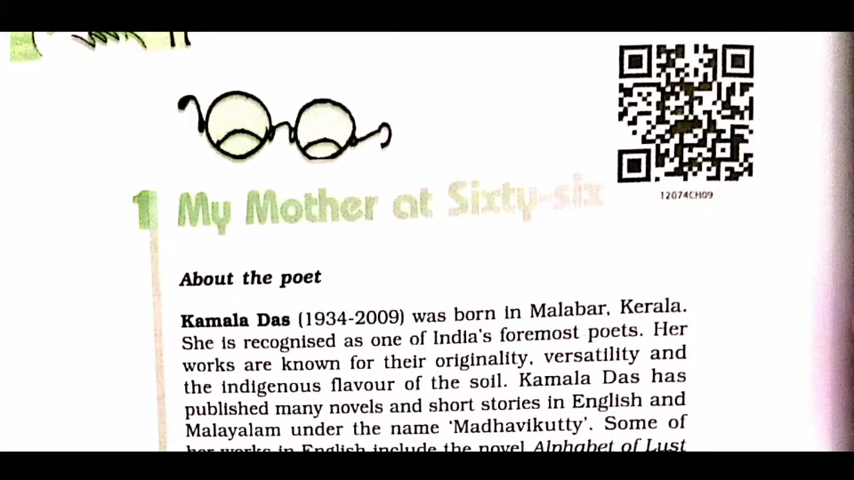 12074CH09
1 My Mother at Sixty-six
About the poet
Kamala Das (1934-2009) was born in Malabar, Kerala.
She is recognised as one of India's foremost poets. Her
works are known for their originality, versatility and
the indigenous flavour of the soil. Kamala Das has
published many novels and short stories in English and
Malayalam under the name 'Madhavikutty'. Some of
her works in English include the novel Alphabet of Lust